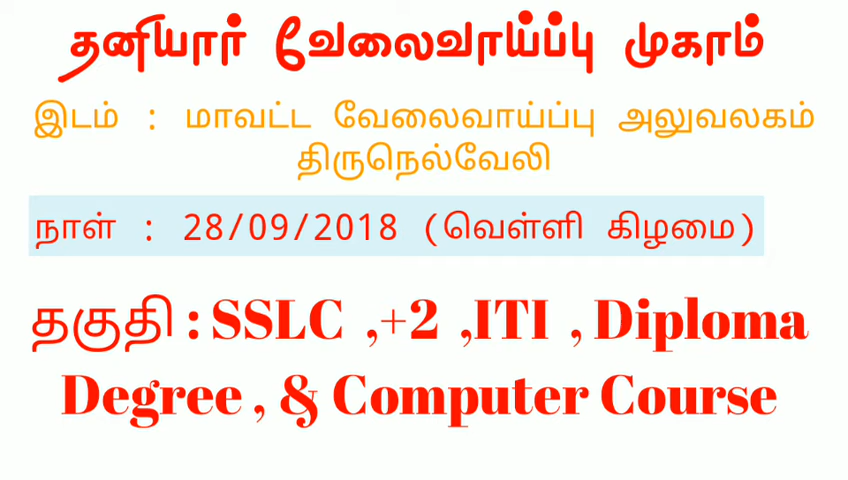 தனியார் வேலைவாய்ப்பு முகாம்
இடம் : மாவட்ட வேலைவாய்ப்பு அலுவலகம்
திருநெல்வேலி
நாள் : 28/09/2018 (வெள்ளி கிழமை)
தகுதி : SSLC ,+2 ,ITI , Diploma
Degree , & Computer Course